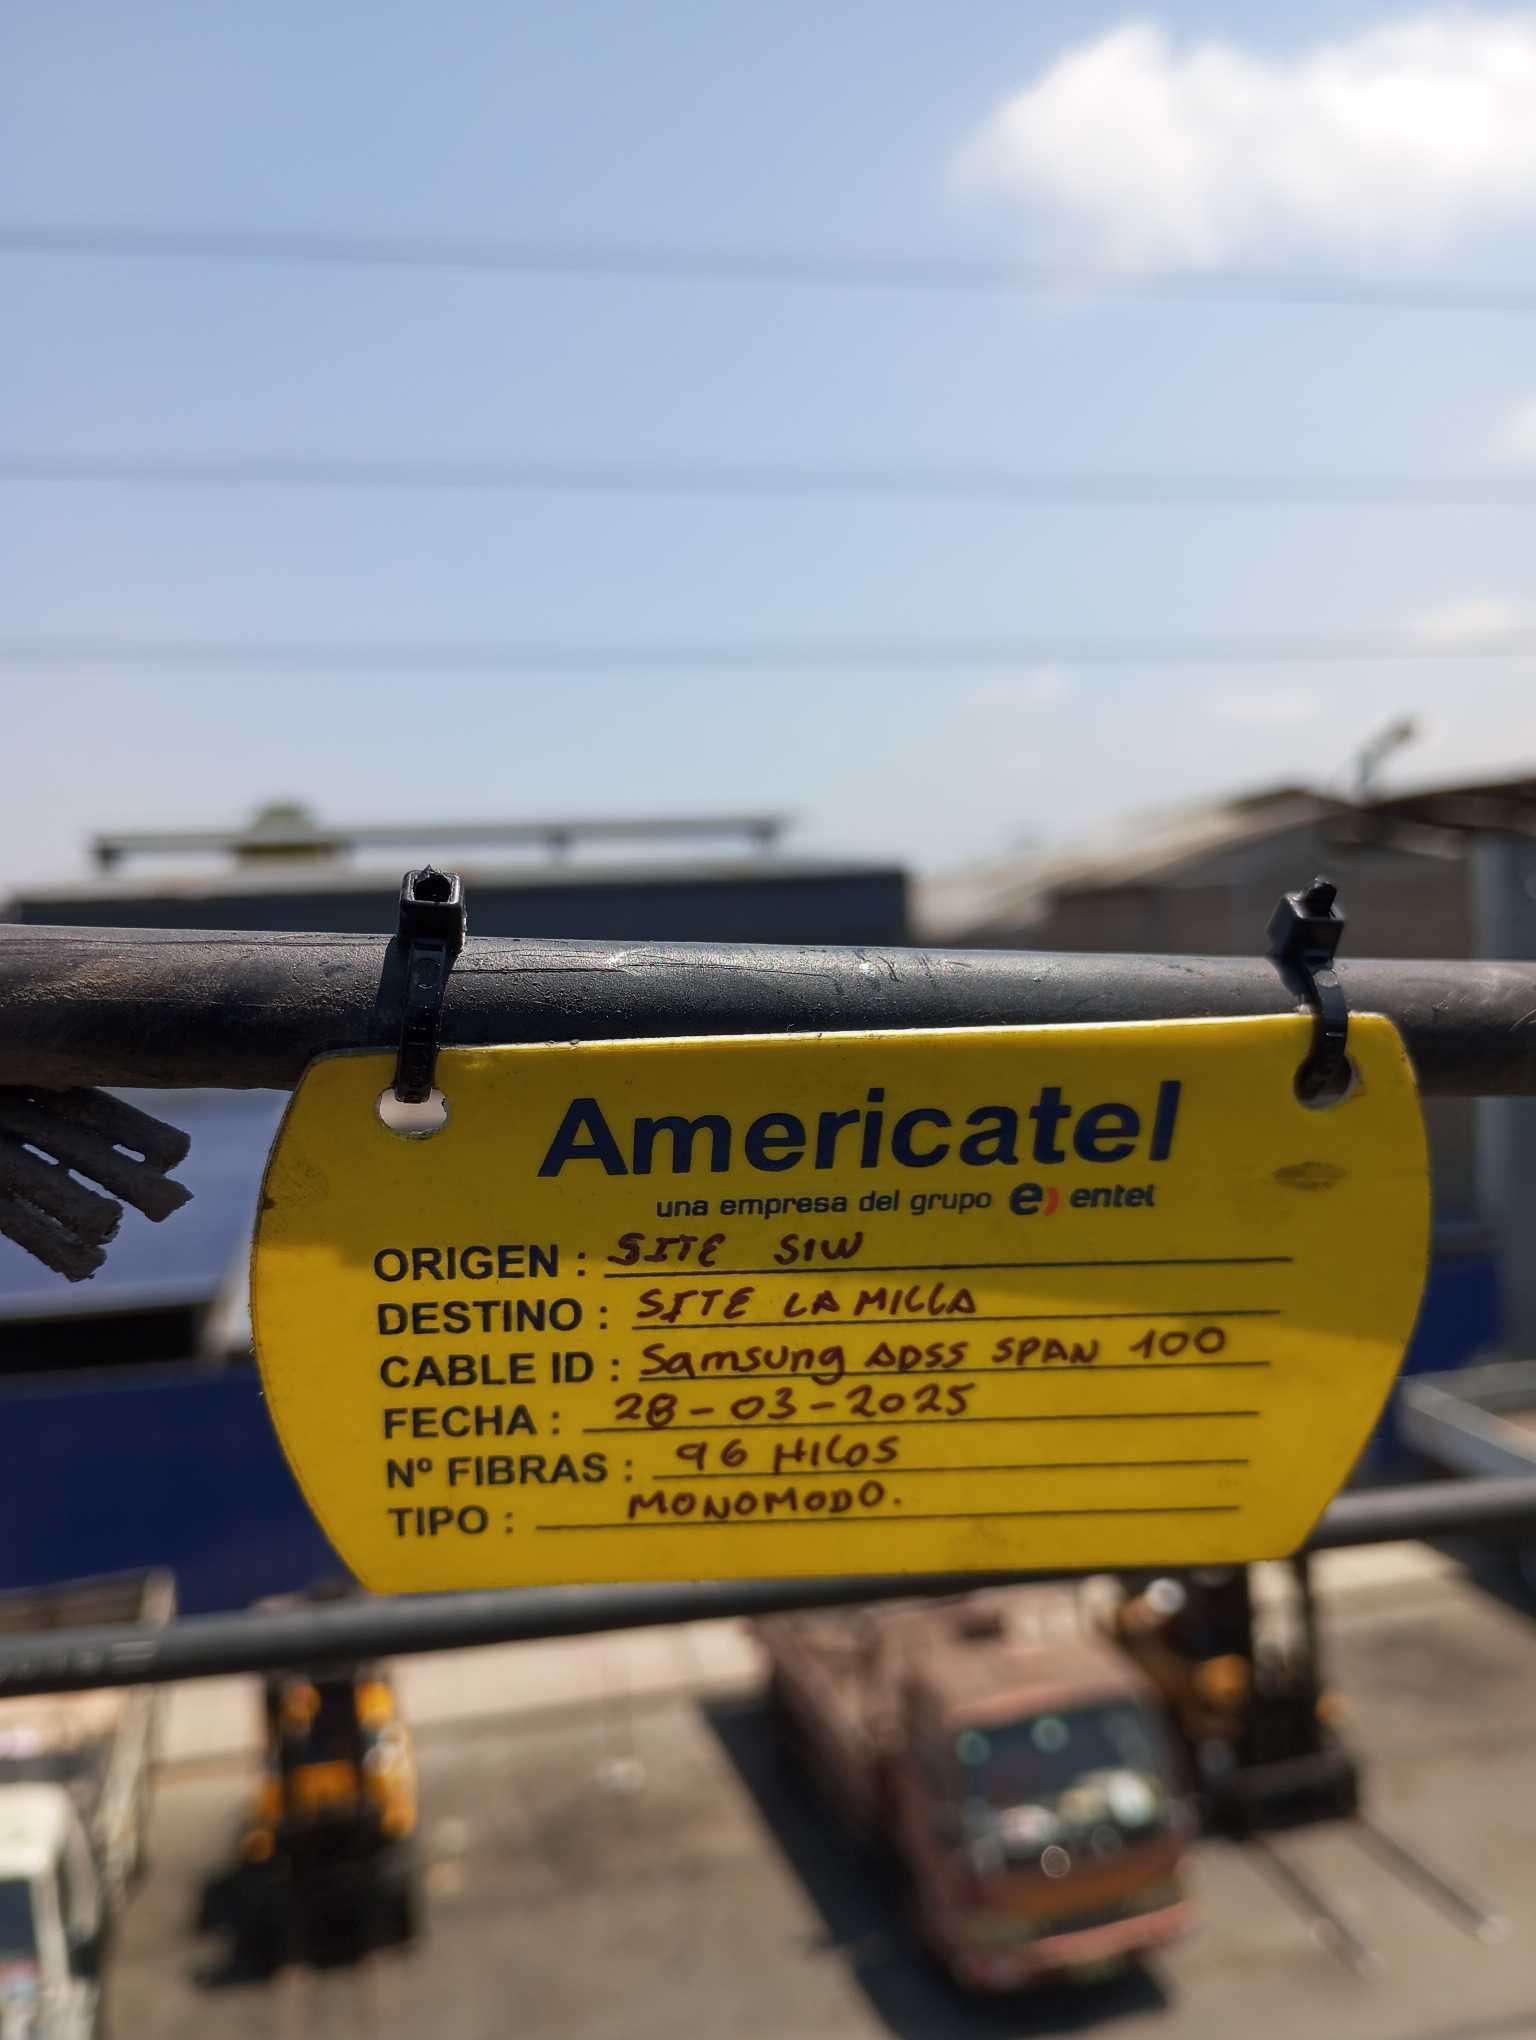 Americatel
una empresa del grupo e) entel
ORIGEN : SITE SIW
DESTINO : SITE LA MILLA
CABLE ID : Samsung ADSS SPAN 100
FECHA : 28-03-2025
Nº FIBRAS : 96 HILOS
TIPO : MONOMODO.